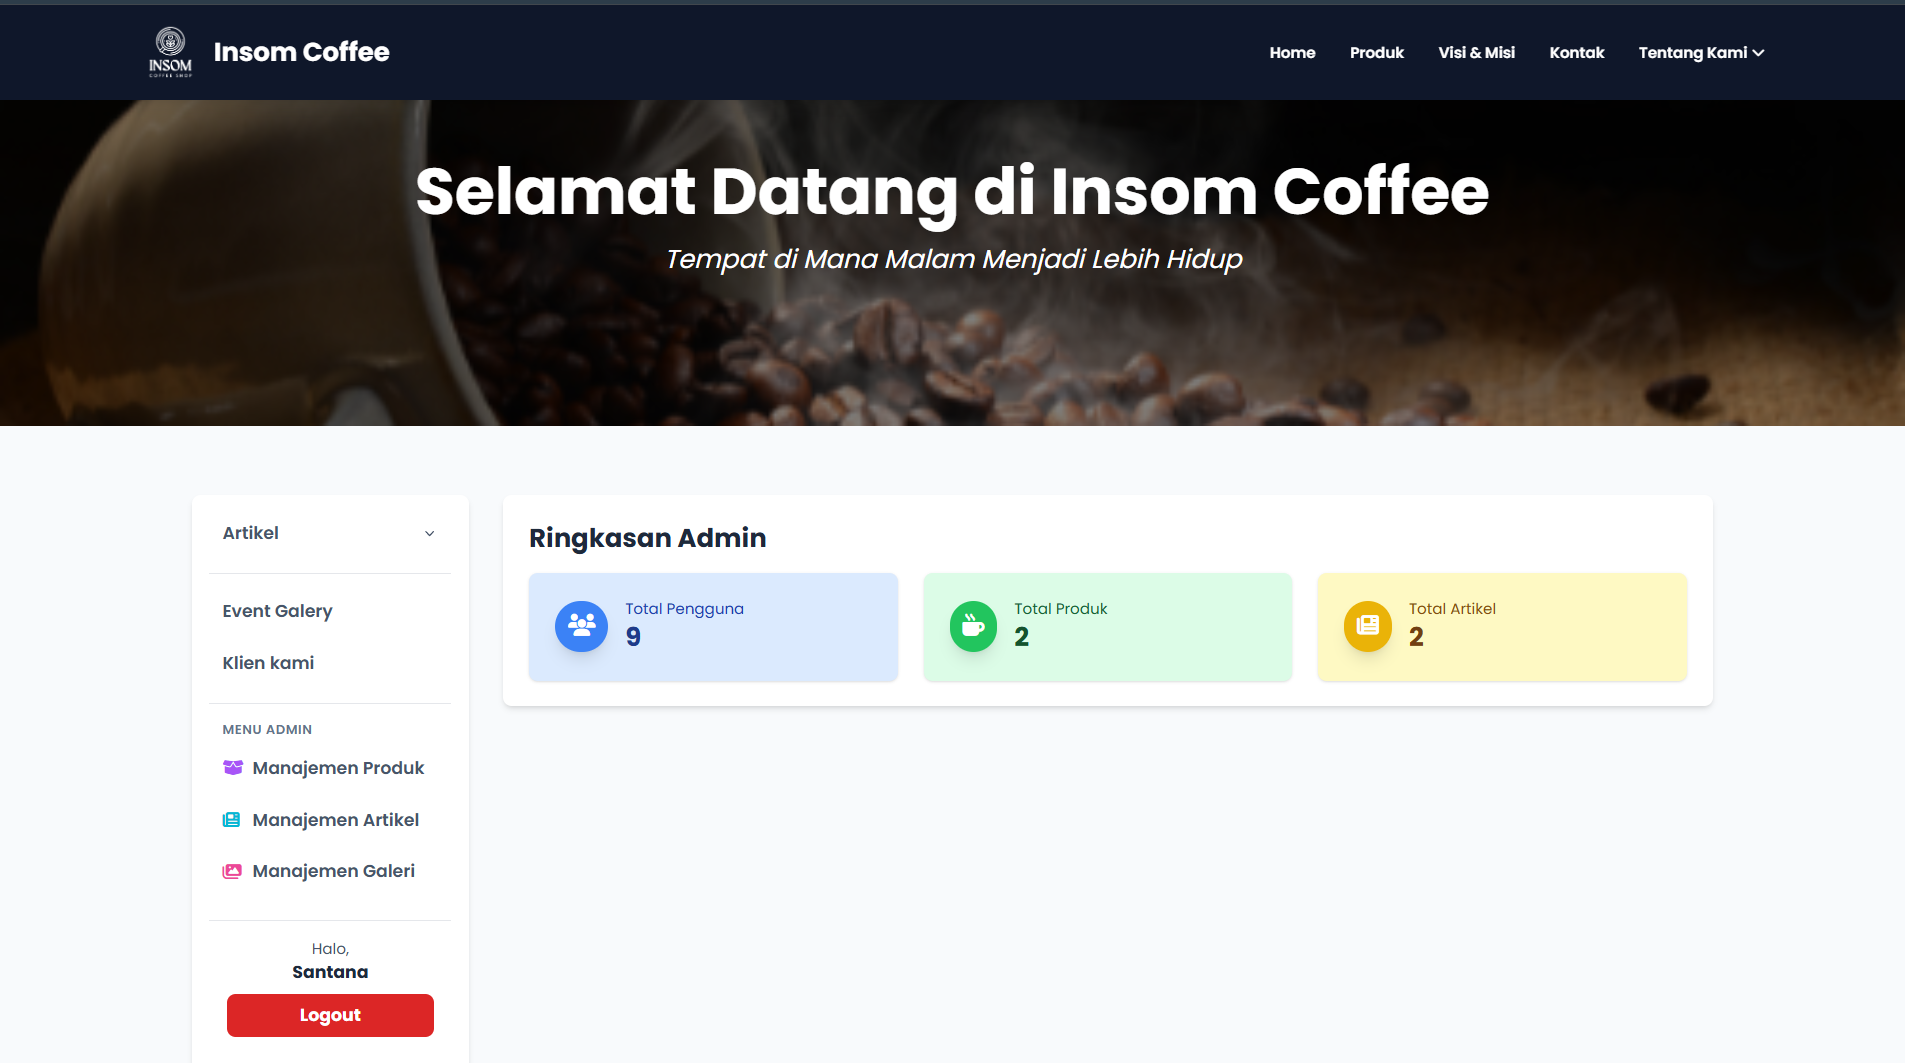 INSOM
COFFEE SHOP
Insom Coffee
Home
Produk
Visi & Misi
Kontak
Tentang Kami
Selamat Datang di Insom Coffee
Tempat di Mana Malam Menjadi Lebih Hidup
Artikel
Event Galery
Klien kami
MENU ADMIN
Manajemen Produk
Manajemen Artikel
Manajemen Galeri
Halo,
Santana
Logout
Ringkasan Admin
Total Pengguna
9
Total Produk
2
Total Artikel
2